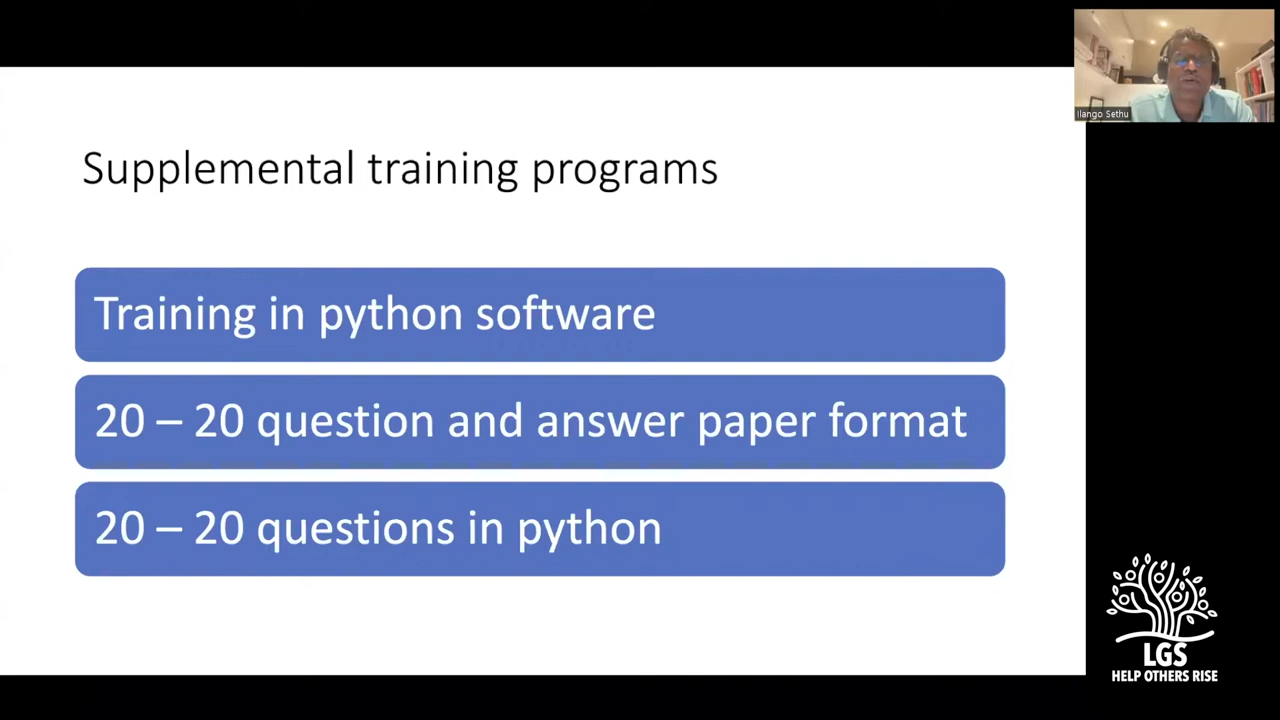 Ilango Sethu
Supplemental training programs
Training in python software
20 – 20 question and answer paper format
20 – 20 questions in python
LGS
HELP OTHERS RISE